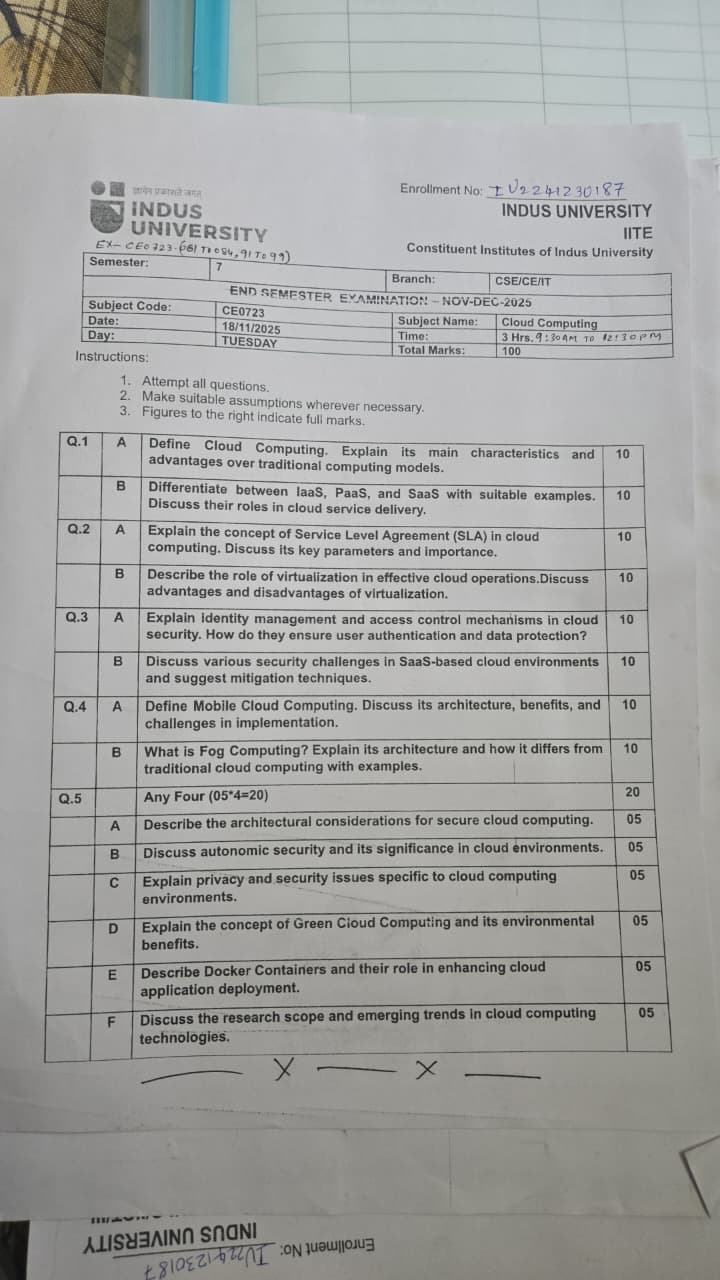 ज्ञानेन प्रकाशते जगत्
INDUS
UNIVERSITY
Enrollment No: IU2241230187
INDUS UNIVERSITY
IITE
Constituent Institutes of Indus University
EX- CE0723-(61 TO 084, 91 TO 99)
Semester: 7
Branch: CSE/CE/IT
END SEMESTER EXAMINATION – NOV-DEC-2025
Subject Code: CE0723
Subject Name: Cloud Computing
Date: 18/11/2025
Time: 3 Hrs. 9:30AM TO 12:30PM
Day: TUESDAY
Total Marks: 100
Instructions:
1. Attempt all questions.
2. Make suitable assumptions wherever necessary.
3. Figures to the right indicate full marks.
Q.1 A Define Cloud Computing. Explain its main characteristics and 10
advantages over traditional computing models.
B Differentiate between IaaS, PaaS, and SaaS with suitable examples. 10
Discuss their roles in cloud service delivery.
Q.2 A Explain the concept of Service Level Agreement (SLA) in cloud 10
computing. Discuss its key parameters and importance.
B Describe the role of virtualization in effective cloud operations.Discuss 10
advantages and disadvantages of virtualization.
Q.3 A Explain identity management and access control mechanisms in cloud 10
security. How do they ensure user authentication and data protection?
B Discuss various security challenges in SaaS-based cloud environments 10
and suggest mitigation techniques.
Q.4 A Define Mobile Cloud Computing. Discuss its architecture, benefits, and 10
challenges in implementation.
B What is Fog Computing? Explain its architecture and how it differs from 10
traditional cloud computing with examples.
Q.5 Any Four (05*4=20) 20
A Describe the architectural considerations for secure cloud computing. 05
B Discuss autonomic security and its significance in cloud environments. 05
C Explain privacy and security issues specific to cloud computing 05
environments.
D Explain the concept of Green Cloud Computing and its environmental 05
benefits.
E Describe Docker Containers and their role in enhancing cloud 05
application deployment.
F Discuss the research scope and emerging trends in cloud computing 05
technologies.
X X
INDUS UNIVERSITY
Enrollment No: IU2241230187